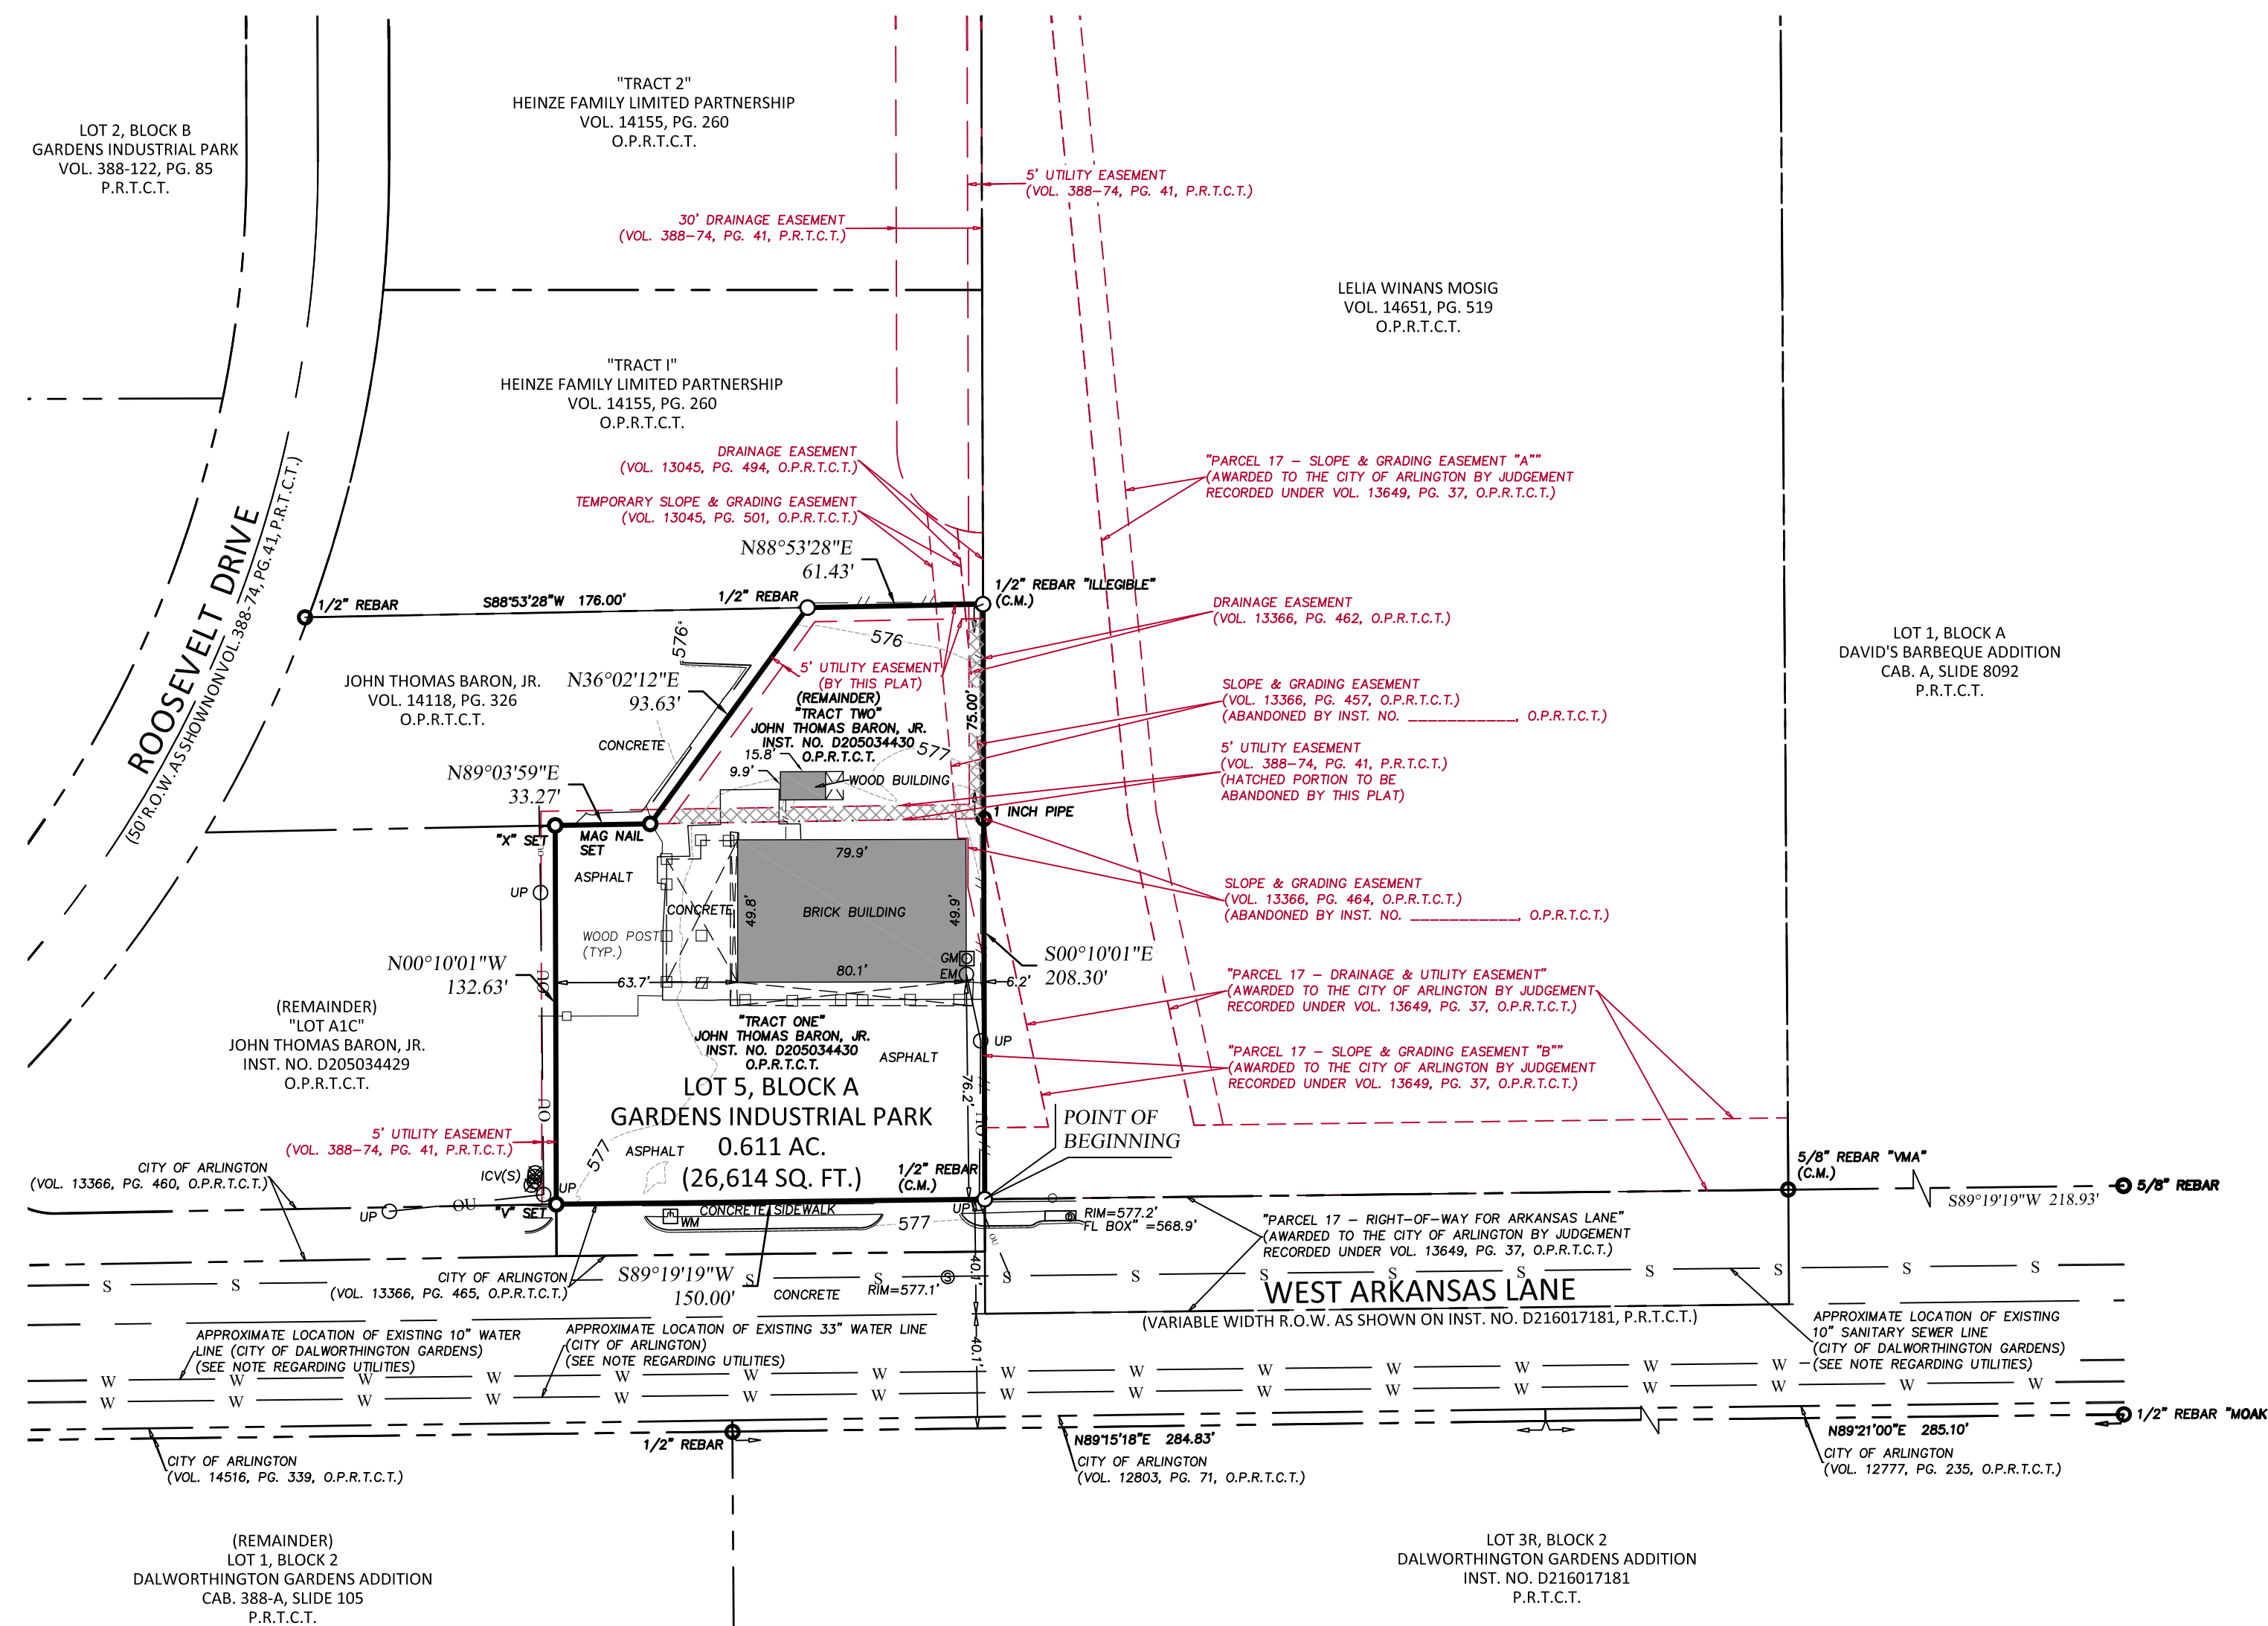 "TRACT 2"
HEINZE FAMILY LIMITED PARTNERSHIP
VOL. 14155, PG. 260
O.P.R.T.C.T.
LOT 2, BLOCK B
GARDENS INDUSTRIAL PARK
VOL. 388-122, PG. 85
P.R.T.C.T.
5' UTILITY EASEMENT
(VOL. 388-74, PG. 41, P.R.T.C.T.)
30' DRAINAGE EASEMENT
(VOL. 388-74, PG. 41, P.R.T.C.T.)
LELIA WINANS MOSIG
VOL. 14651, PG. 519
O.P.R.T.C.T.
"TRACT I"
HEINZE FAMILY LIMITED PARTNERSHIP
VOL. 14155, PG. 260
O.P.R.T.C.T.
DRAINAGE EASEMENT
(VOL. 13045, PG. 494, O.P.R.T.C.T.)
TEMPORARY SLOPE & GRADING EASEMENT
(VOL. 13045, PG. 501, O.P.R.T.C.T.)
"PARCEL 17 - SLOPE & GRADING EASEMENT "A""
(AWARDED TO THE CITY OF ARLINGTON BY JUDGEMENT
RECORDED UNDER VOL. 13649, PG. 37, O.P.R.T.C.T.)
ROOSEVELT DRIVE
(50' R.O.W. AS SHOWN ON VOL. 388-74, PG. 41, P.R.T.C.T.)
N88°53'28"E
61.43'
1/2" REBAR
S88°53'28"W 176.00'
1/2" REBAR
1/2" REBAR "ILLEGIBLE"
(C.M.)
DRAINAGE EASEMENT
(VOL. 13366, PG. 462, O.P.R.T.C.T.)
LOT 1, BLOCK A
DAVID'S BARBEQUE ADDITION
CAB. A, SLIDE 8092
P.R.T.C.T.
576
576
JOHN THOMAS BARON, JR.
VOL. 14118, PG. 326
O.P.R.T.C.T.
N36°02'12"E
93.63'
5' UTILITY EASEMENT
(BY THIS PLAT)
(REMAINDER)
"TRACT TWO"
JOHN THOMAS BARON, JR.
INST. NO. D205034430
O.P.R.T.C.T.
75.00'
SLOPE & GRADING EASEMENT
(VOL. 13366, PG. 457, O.P.R.T.C.T.)
(ABANDONED BY INST. NO. ____________, O.P.R.T.C.T.)
CONCRETE
577
15.8'
9.9'
WOOD BUILDING
5' UTILITY EASEMENT
(VOL. 388-74, PG. 41, P.R.T.C.T.)
(HATCHED PORTION TO BE
ABANDONED BY THIS PLAT)
N89°03'59"E
33.27'
"X" SET
MAG NAIL
SET
1 INCH PIPE
OU
79.9'
ASPHALT
UP
CONCRETE
49.8'
BRICK BUILDING
49.9'
SLOPE & GRADING EASEMENT
(VOL. 13366, PG. 464, O.P.R.T.C.T.)
(ABANDONED BY INST. NO. ____________, O.P.R.T.C.T.)
WOOD POST
(TYP.)
N00°10'01"W
132.63'
OU
63.7'
80.1'
GM
EM
6.2'
S00°10'01"E
208.30'
"PARCEL 17 - DRAINAGE & UTILITY EASEMENT"
(AWARDED TO THE CITY OF ARLINGTON BY JUDGEMENT
RECORDED UNDER VOL. 13649, PG. 37, O.P.R.T.C.T.)
(REMAINDER)
"LOT A1C"
JOHN THOMAS BARON, JR.
INST. NO. D205034429
O.P.R.T.C.T.
"TRACT ONE"
JOHN THOMAS BARON, JR.
INST. NO. D205034430
O.P.R.T.C.T.
ASPHALT
UP
"PARCEL 17 - SLOPE & GRADING EASEMENT "B""
(AWARDED TO THE CITY OF ARLINGTON BY JUDGEMENT
RECORDED UNDER VOL. 13649, PG. 37, O.P.R.T.C.T.)
LOT 5, BLOCK A
GARDENS INDUSTRIAL PARK
0.611 AC.
(26,614 SQ. FT.)
76.2'
OU
OU
POINT OF
BEGINNING
5' UTILITY EASEMENT
(VOL. 388-74, PG. 41, P.R.T.C.T.)
577
ASPHALT
1/2" REBAR
(C.M.)
5/8" REBAR "VMA"
(C.M.)
CITY OF ARLINGTON
(VOL. 13366, PG. 460, O.P.R.T.C.T.)
ICV(S)
UP
UP
OU
"V" SET
WM
CONCRETE SIDEWALK
577
UP
RIM=577.2'
FL BOX" =568.9'
OU
5/8" REBAR
S89°19'19"W 218.93'
"PARCEL 17 - RIGHT-OF-WAY FOR ARKANSAS LANE"
(AWARDED TO THE CITY OF ARLINGTON BY JUDGEMENT
RECORDED UNDER VOL. 13649, PG. 37, O.P.R.T.C.T.)
CITY OF ARLINGTON
(VOL. 13366, PG. 465, O.P.R.T.C.T.)
S89°19'19"W
150.00'
CONCRETE
RIM=577.1'
40.1'
S S S S S S S S S S S S S
WEST ARKANSAS LANE
(VARIABLE WIDTH R.O.W. AS SHOWN ON INST. NO. D216017181, P.R.T.C.T.)
APPROXIMATE LOCATION OF EXISTING
10" SANITARY SEWER LINE
(CITY OF DALWORTHINGTON GARDENS)
(SEE NOTE REGARDING UTILITIES)
APPROXIMATE LOCATION OF EXISTING 10" WATER
LINE (CITY OF DALWORTHINGTON GARDENS)
(SEE NOTE REGARDING UTILITIES)
APPROXIMATE LOCATION OF EXISTING 33" WATER LINE
(CITY OF ARLINGTON)
(SEE NOTE REGARDING UTILITIES)
40.1'
W W W W W W W W W W W W W W
W W W W W W W W W W W W W W W W
1/2" REBAR
N89°15'18"E 284.83'
CITY OF ARLINGTON
(VOL. 12803, PG. 71, O.P.R.T.C.T.)
1/2" REBAR "MOAK
N89°21'00"E 285.10'
CITY OF ARLINGTON
(VOL. 12777, PG. 235, O.P.R.T.C.T.)
CITY OF ARLINGTON
(VOL. 14516, PG. 339, O.P.R.T.C.T.)
(REMAINDER)
LOT 1, BLOCK 2
DALWORTHINGTON GARDENS ADDITION
CAB. 388-A, SLIDE 105
P.R.T.C.T.
LOT 3R, BLOCK 2
DALWORTHINGTON GARDENS ADDITION
INST. NO. D216017181
P.R.T.C.T.